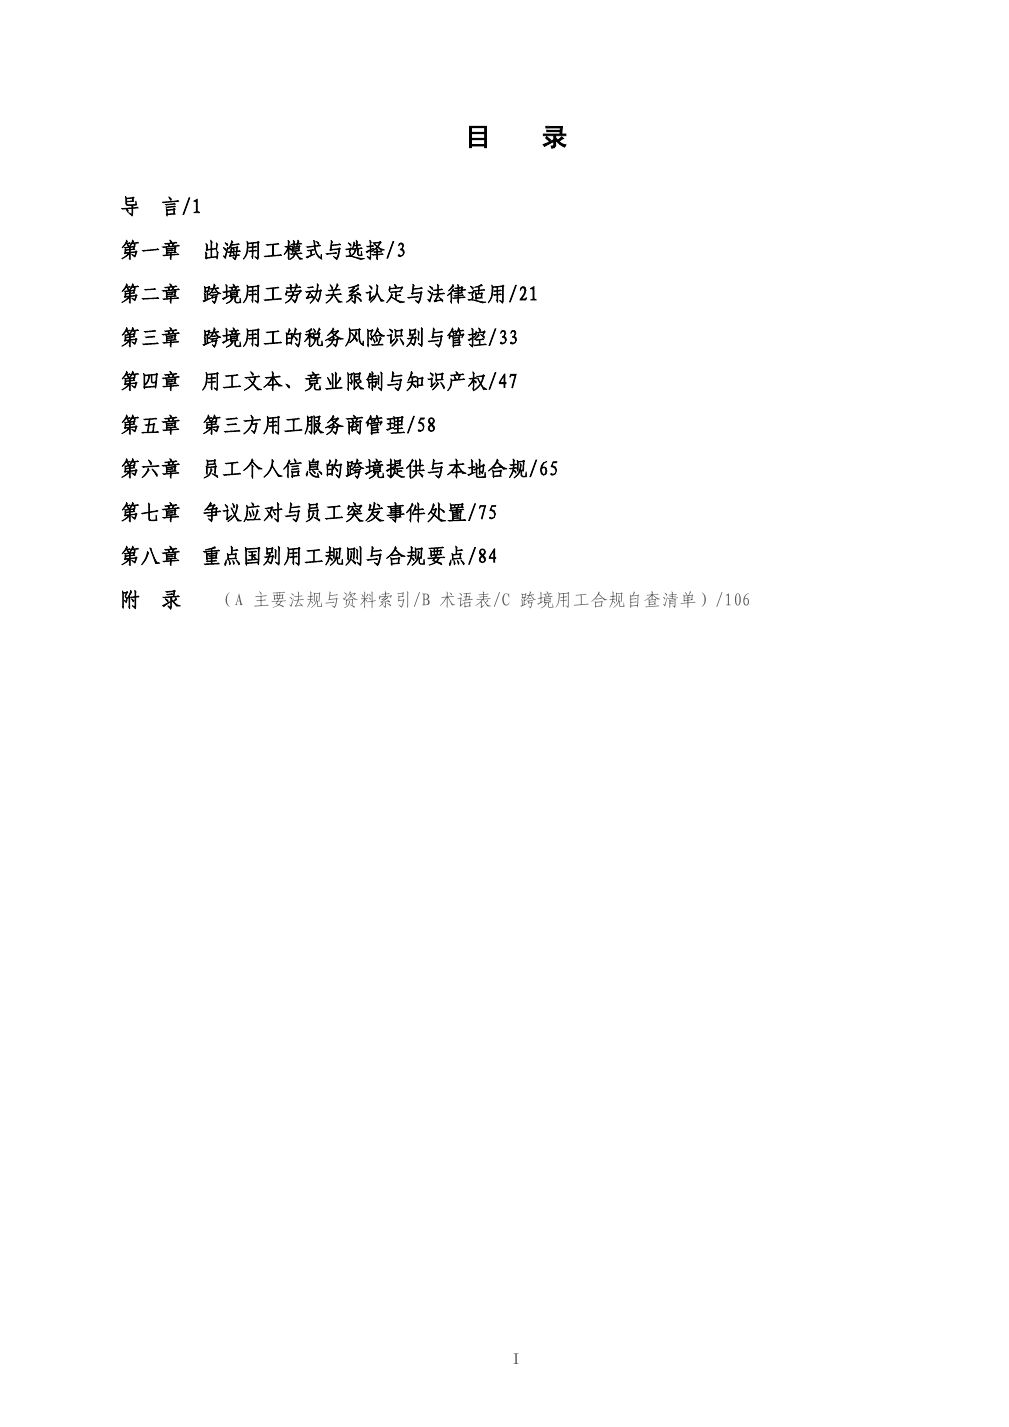 目　录
导　言/1
第一章　出海用工模式与选择/3
第二章　跨境用工劳动关系认定与法律适用/21
第三章　跨境用工的税务风险识别与管控/33
第四章　用工文本、竞业限制与知识产权/47
第五章　第三方用工服务商管理/58
第六章　员工个人信息的跨境提供与本地合规/65
第七章　争议应对与员工突发事件处置/75
第八章　重点国别用工规则与合规要点/84
附　录　（A 主要法规与资料索引/B 术语表/C 跨境用工合规自查清单）/106
I